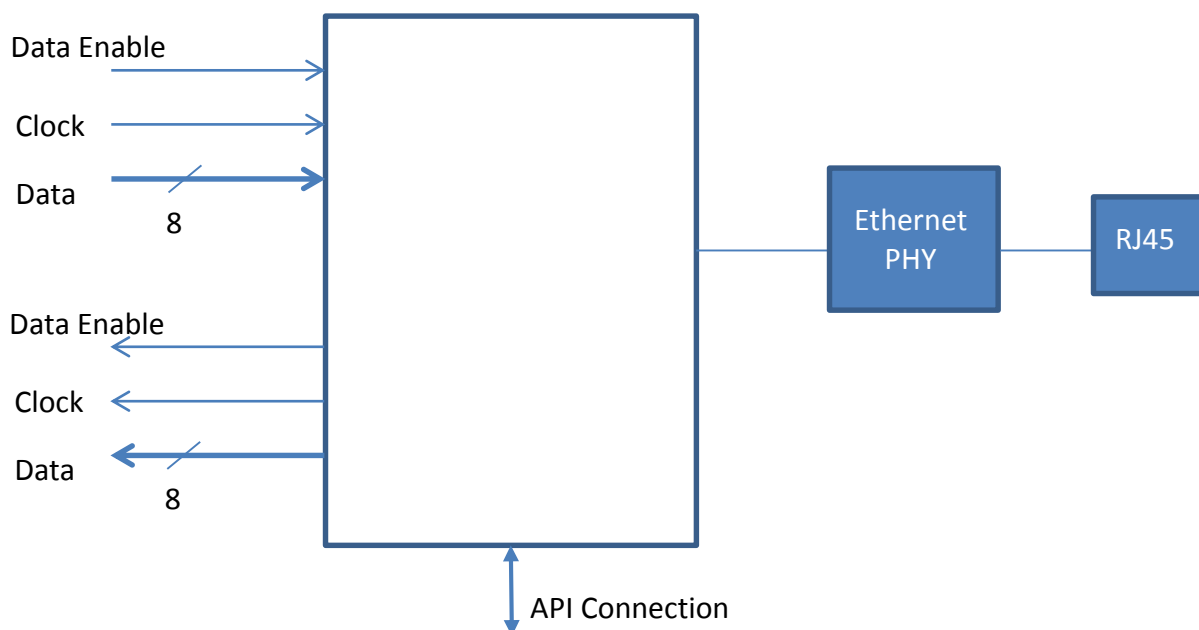 Data Enable
Clock
Data
8
Ethernet
PHY
RJ45
Data Enable
Clock
Data
8
API Connection